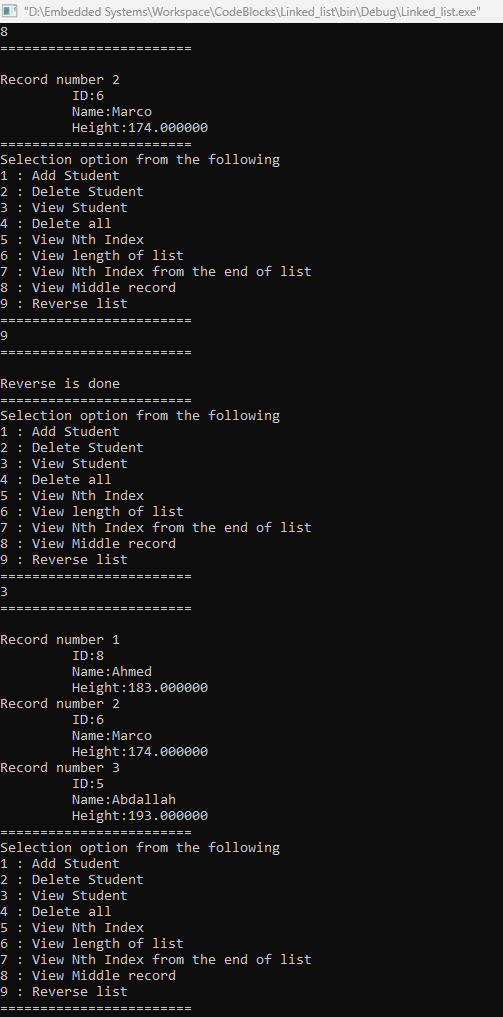 "D:\Embedded Systems\Workspace\CodeBlocks\Linked_list\bin\Debug\Linked_list.exe"
8
========================
Record number 2
ID:6
Name:Marco
Height:174.000000
========================
Selection option from the following
1 : Add Student
2 : Delete Student
3 : View Student
4 : Delete all
5 : View Nth Index
6 : View length of list
7 : View Nth Index from the end of list
8 : View Middle record
9 : Reverse list
========================
9
========================
Reverse is done
========================
Selection option from the following
1 : Add Student
2 : Delete Student
3 : View Student
4 : Delete all
5 : View Nth Index
6 : View length of list
7 : View Nth Index from the end of list
8 : View Middle record
9 : Reverse list
========================
3
========================
Record number 1
ID:8
Name:Ahmed
Height:183.000000
Record number 2
ID:6
Name:Marco
Height:174.000000
Record number 3
ID:5
Name:Abdallah
Height:193.000000
========================
Selection option from the following
1 : Add Student
2 : Delete Student
3 : View Student
4 : Delete all
5 : View Nth Index
6 : View length of list
7 : View Nth Index from the end of list
8 : View Middle record
9 : Reverse list
========================